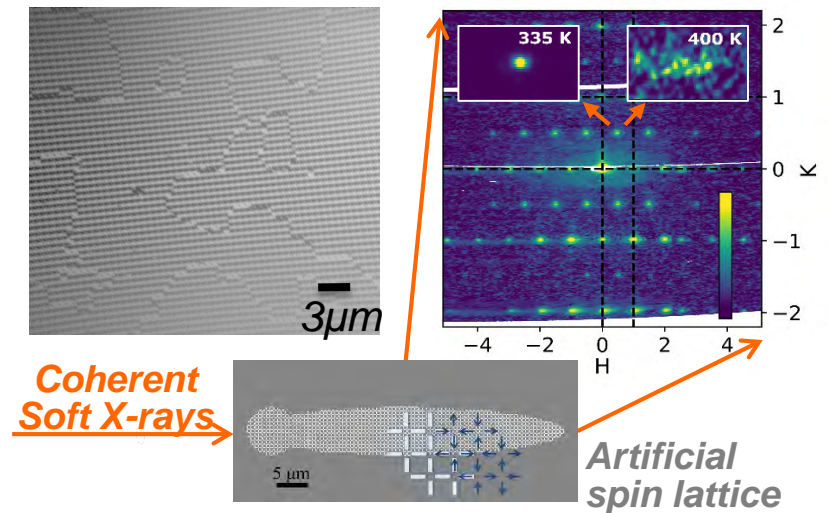 3μm
335 K
400 K
2
1
0
−1
−2
K
−4
−2
0
2
4
H
Coherent
Soft X-rays
5 μm
Artificial
spin lattice